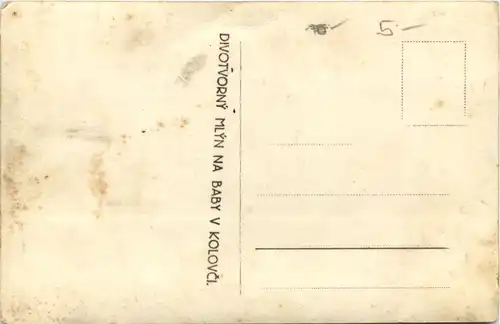 DIVOTVORNÝ MLÝN NA BABY V KOLOVČI.
5/-